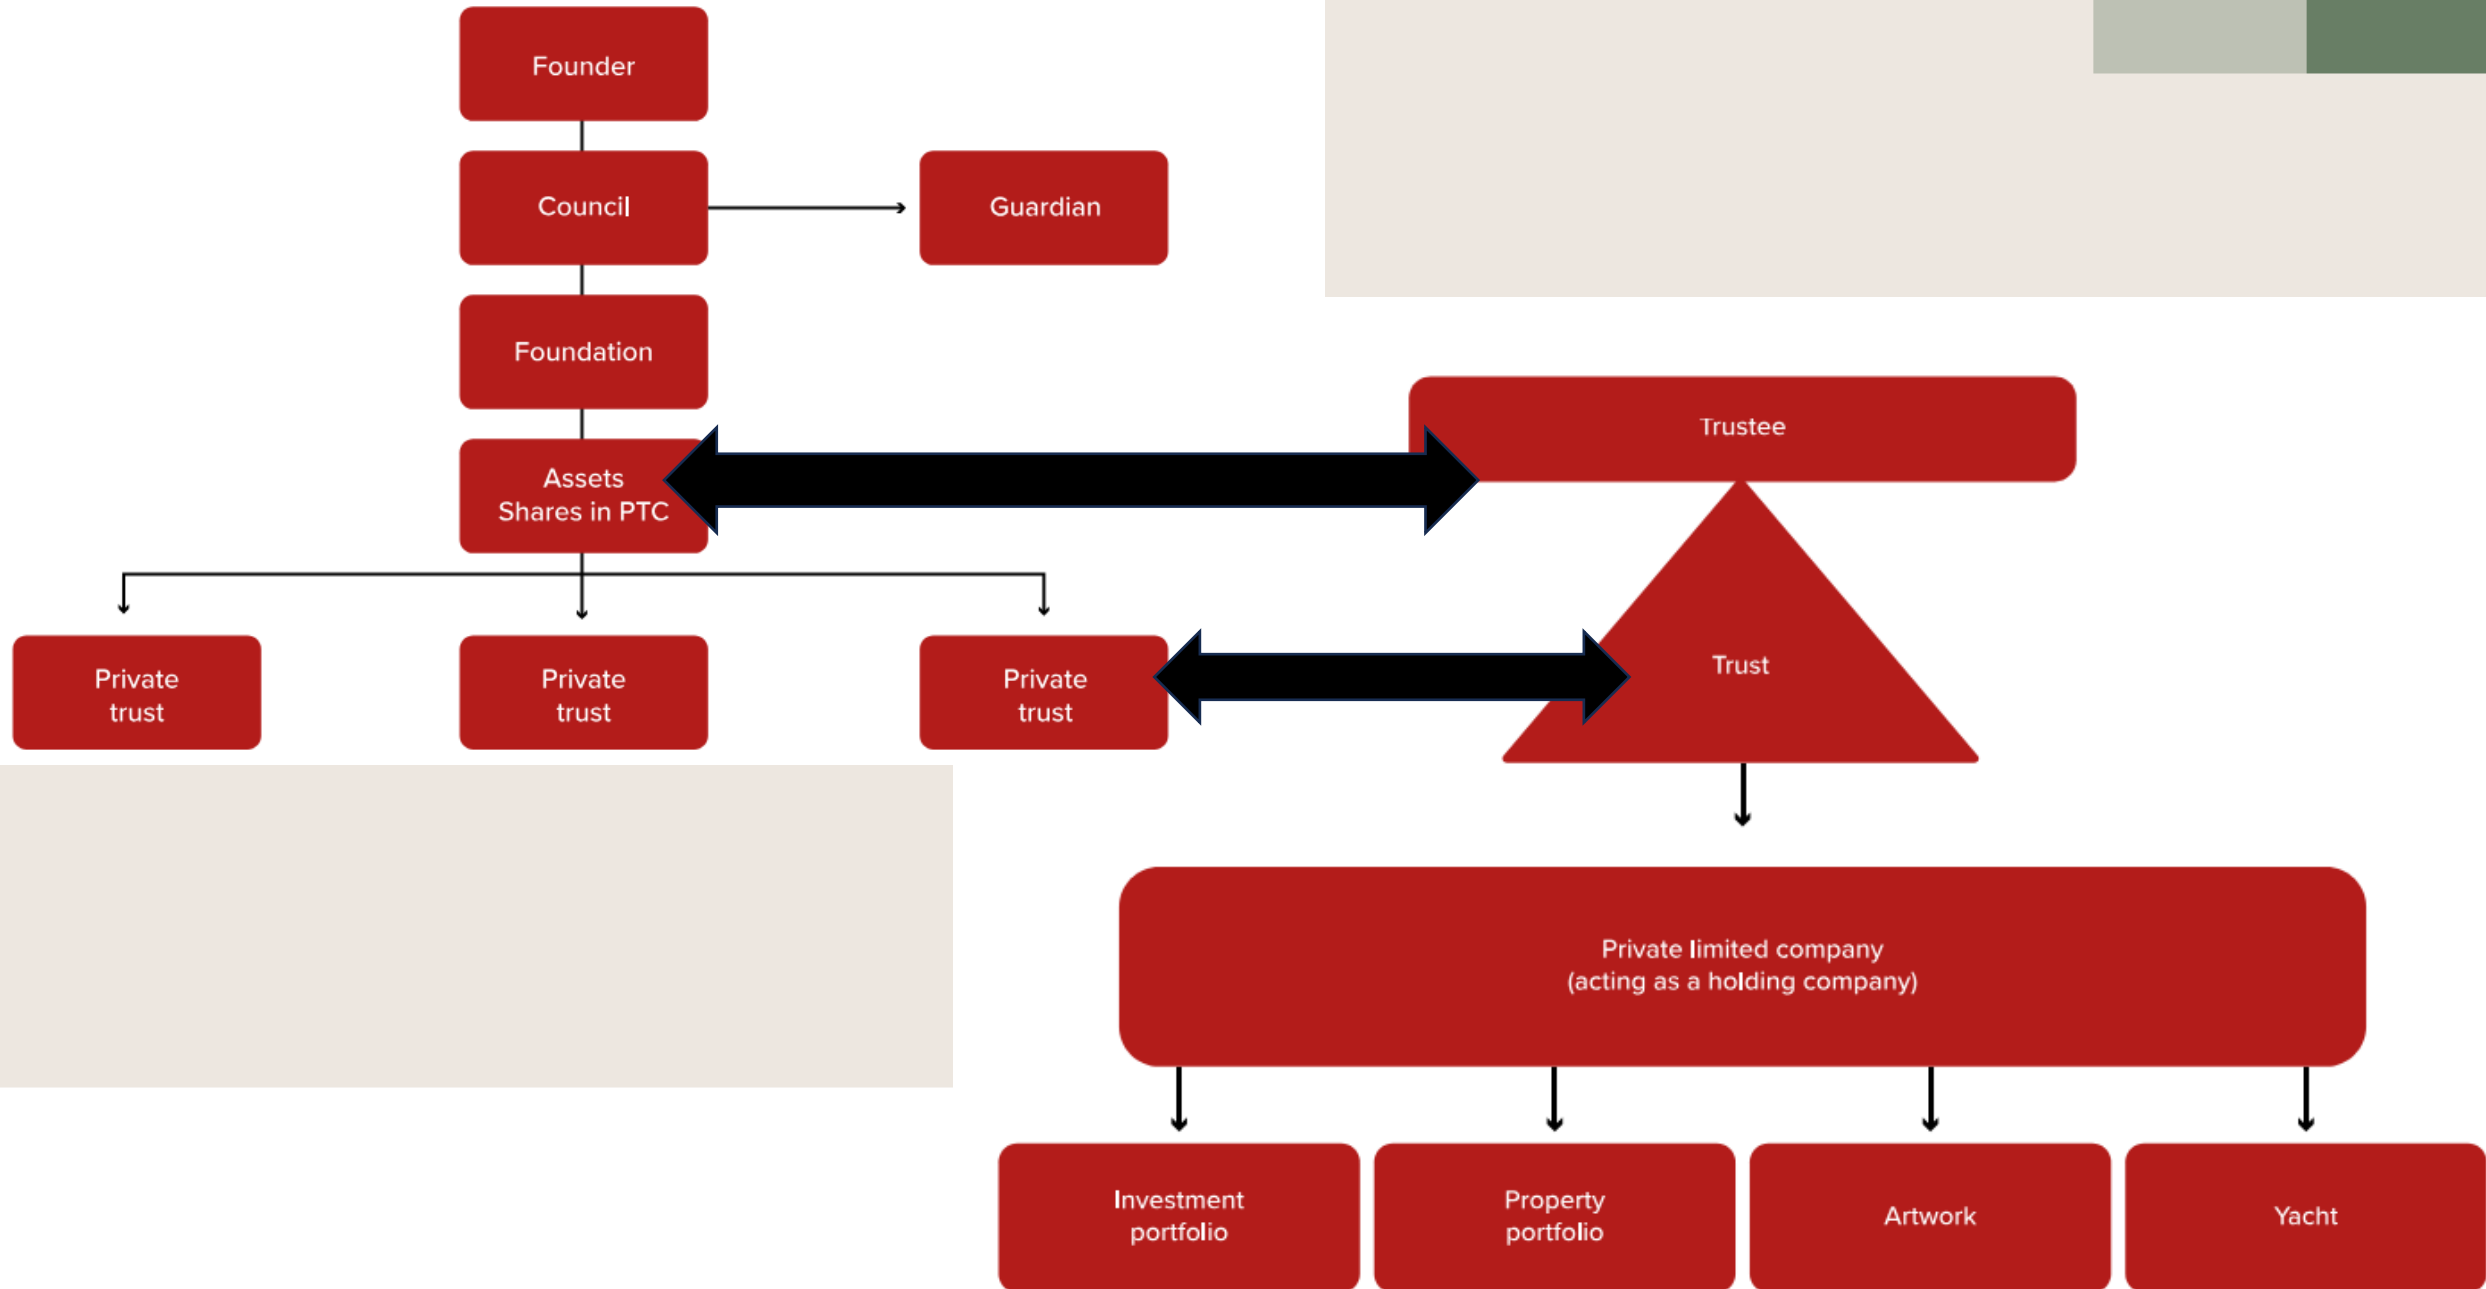 Founder
Council
Guardian
Foundation
Assets
Shares in PTC
Private
trust
Private
trust
Private
trust
Trustee
Trust
Private limited company
(acting as a holding company)
Investment
portfolio
Property
portfolio
Artwork
Yacht